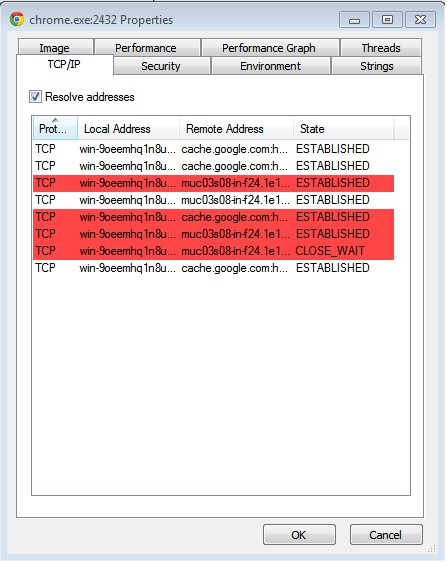 chrome.exe:2432 Properties
Image Performance Performance Graph Threads
TCP/IP Security Environment Strings
Resolve addresses
Prot... Local Address Remote Address State
TCP win-9oeemhq1n8u... cache.google.com:h... ESTABLISHED
TCP win-9oeemhq1n8u... cache.google.com:h... ESTABLISHED
TCP win-9oeemhq1n8u... muc03s08-in-f24.1e1... ESTABLISHED
TCP win-9oeemhq1n8u... cache.google.com:h... ESTABLISHED
TCP win-9oeemhq1n8u... cache.google.com:h... ESTABLISHED
TCP win-9oeemhq1n8u... muc03s08-in-f24.1e1... ESTABLISHED
TCP win-9oeemhq1n8u... muc03s08-in-f24.1e1... CLOSE_WAIT
TCP win-9oeemhq1n8u... cache.google.com:h... ESTABLISHED
OK Cancel